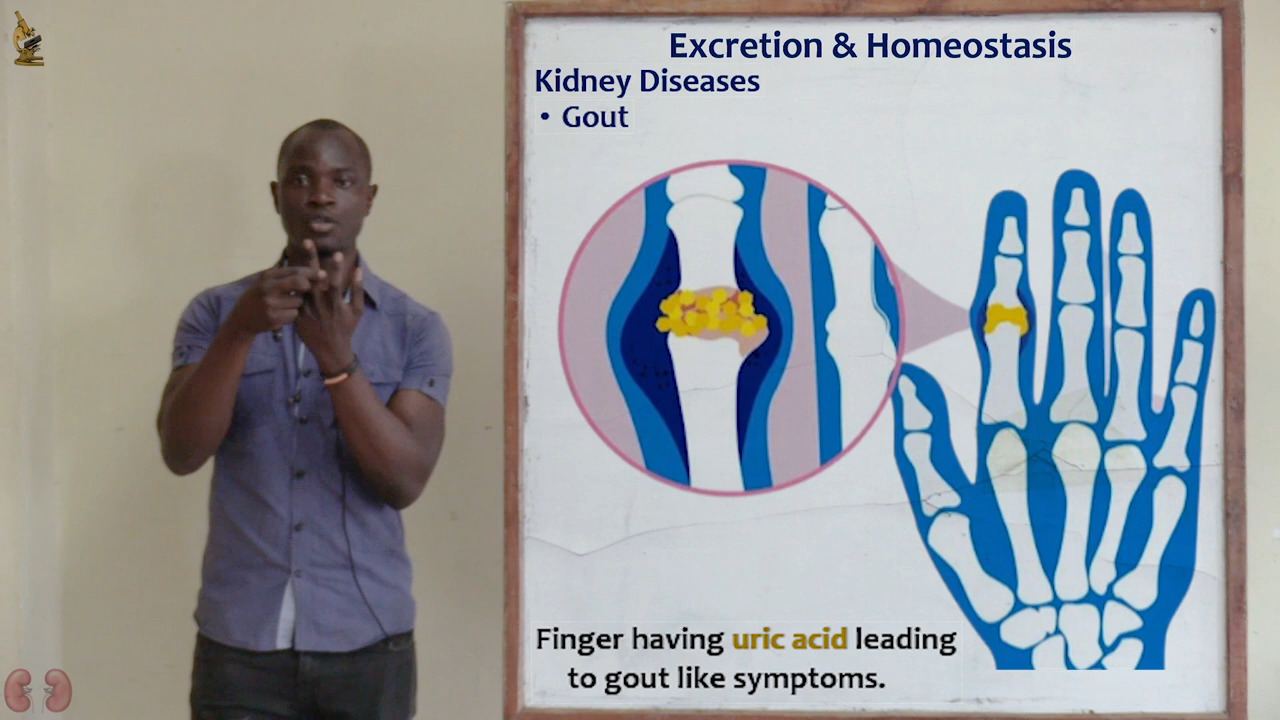 Excretion & Homeostasis
Kidney Diseases
• Gout
Finger having uric acid leading
to gout like symptoms.